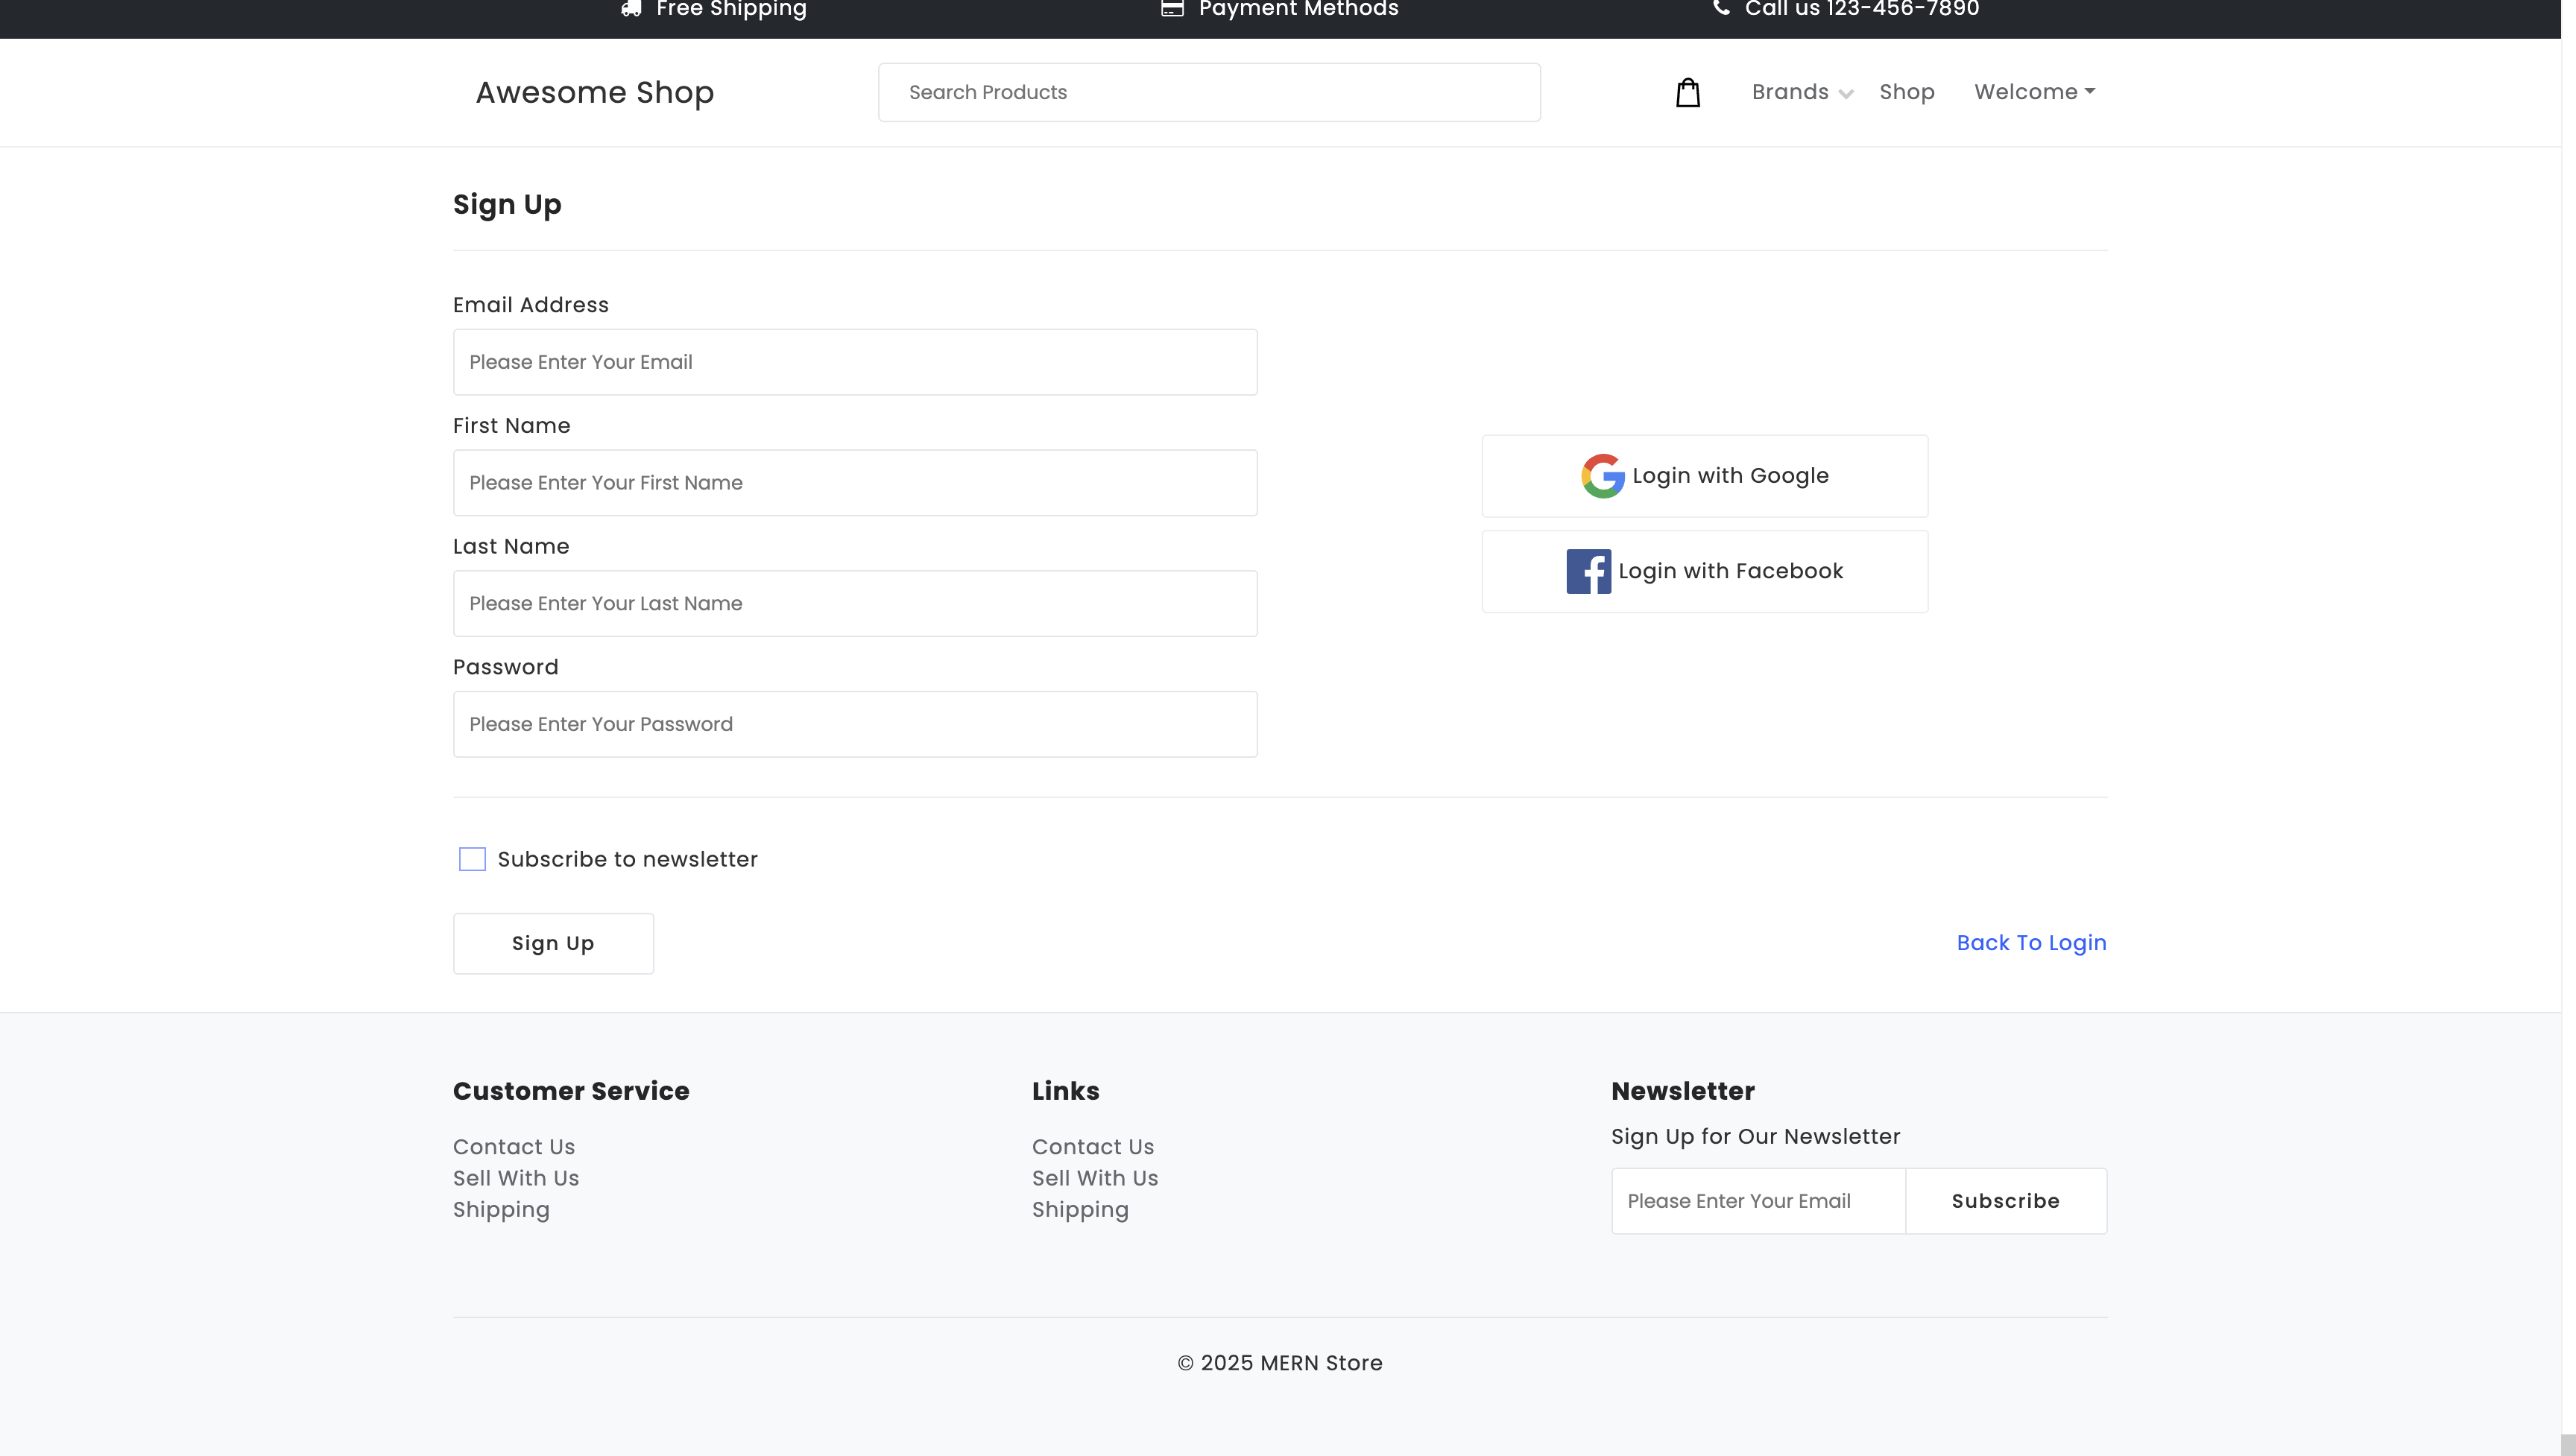 Free Shipping
Payment Methods
Call us 123-456-7890
Awesome Shop
Search Products
Brands
Shop
Welcome
Sign Up
Email Address
Please Enter Your Email
First Name
Please Enter Your First Name
Last Name
Please Enter Your Last Name
Password
Please Enter Your Password
Login with Google
Login with Facebook
Subscribe to newsletter
Sign Up
Back To Login
Customer Service
Contact Us
Sell With Us
Shipping
Links
Contact Us
Sell With Us
Shipping
Newsletter
Sign Up for Our Newsletter
Please Enter Your Email
Subscribe
© 2025 MERN Store